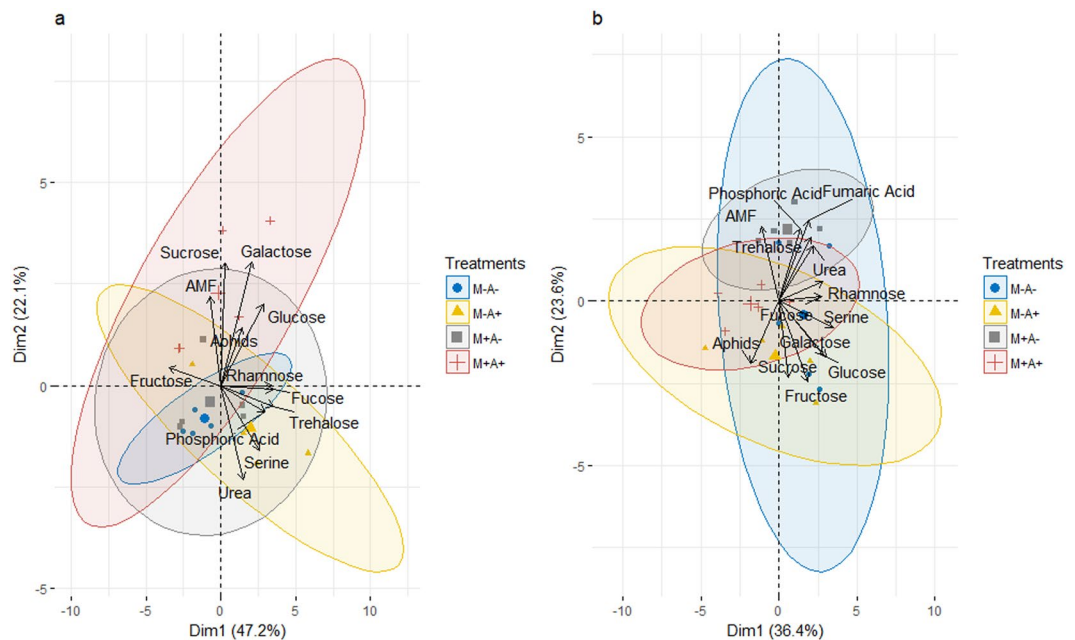 a
Dim2 (22.1%)
5
0
-5
-10
-5
0
5
10
Dim1 (47.2%)
Sucrose
Galactose
AMF
Glucose
Aphids
Rhamnose
Fructose
Fucose
Trehalose
Phosphoric Acid
Serine
Urea
Treatments
M-A-
M-A+
M+A-
M+A+
b
Dim2 (23.6%)
5
0
-5
-10
-5
0
5
10
Dim1 (36.4%)
Phosphoric Acid
Fumaric Acid
AMF
Trehalose
Urea
Rhamnose
Fucose
Serine
Aphids
Galactose
Sucrose
Glucose
Fructose
Treatments
M-A-
M-A+
M+A-
M+A+